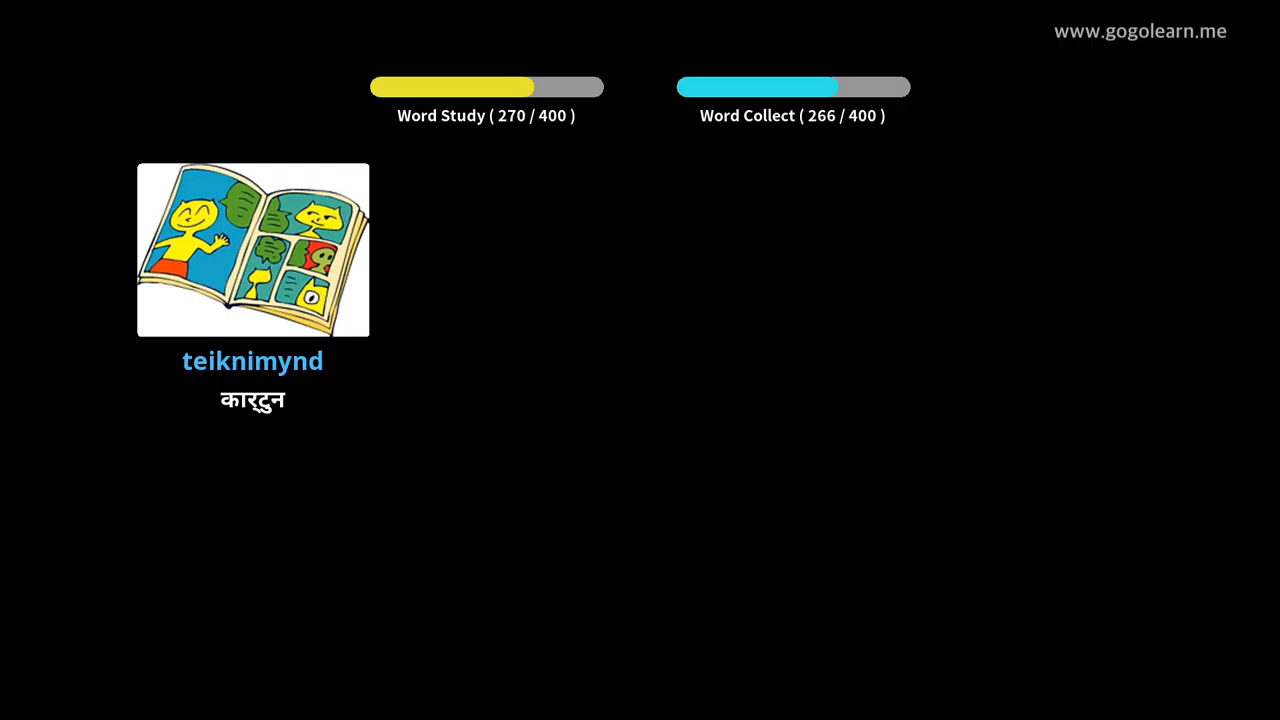 www.gogolearn.me
Word Study ( 270 / 400 )
Word Collect ( 266 / 400 )
teiknimynd
कार्टुन